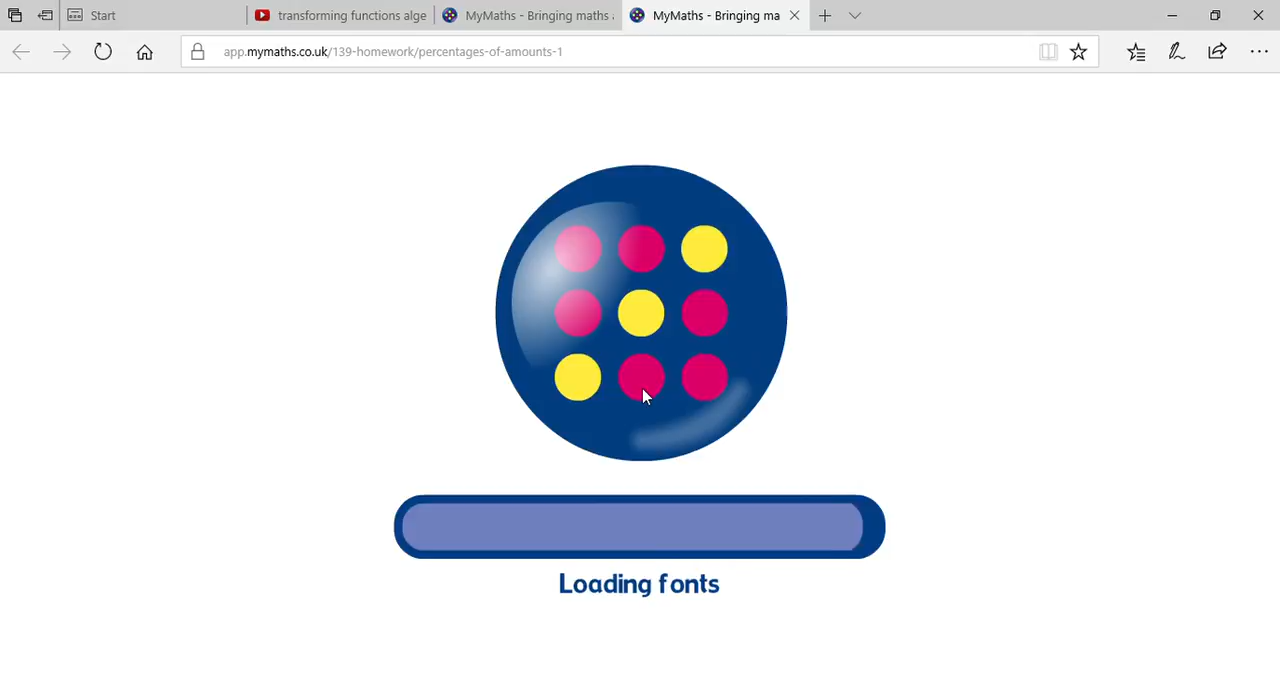 Start
transforming functions alge
MyMaths - Bringing maths
MyMaths - Bringing ma
app.mymaths.co.uk/139-homework/percentages-of-amounts-1
Loading fonts